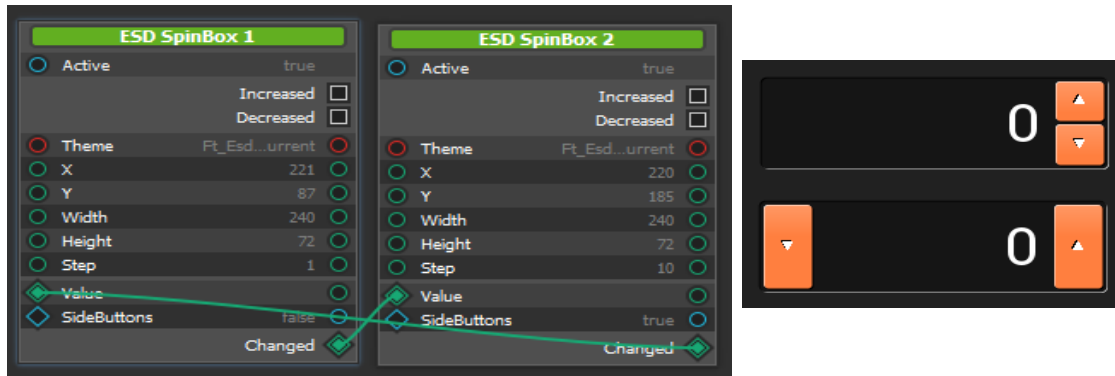 ESD SpinBox 1
Active true
Increased
Decreased
Theme Ft_Esd...urrent
X 221
Y 87
Width 240
Height 72
Step 1
Value
SideButtons false
Changed
ESD SpinBox 2
Active true
Increased
Decreased
Theme Ft_Esd...urrent
X 220
Y 185
Width 240
Height 72
Step 10
Value
SideButtons true
Changed
0
0